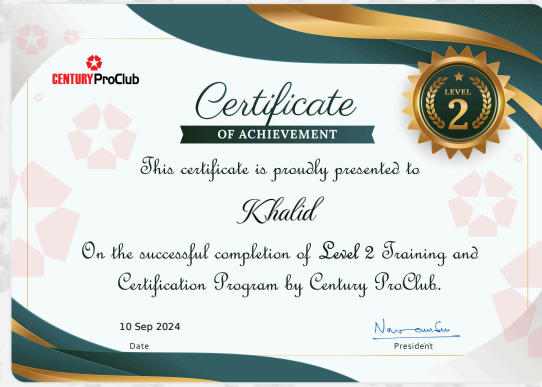 CENTURY ProClub
Certificate
OF ACHIEVEMENT
LEVEL
2
This certificate is proudly presented to
Khalid
On the successful completion of Level 2 Training and
Certification Program by Century ProClub.
10 Sep 2024
Date
President